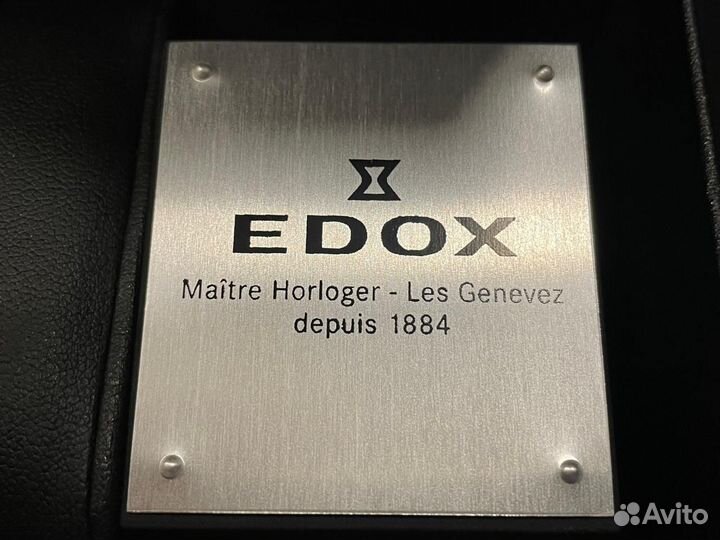 EDOX
Maître Horloger - Les Genevez
depuis 1884
Avito